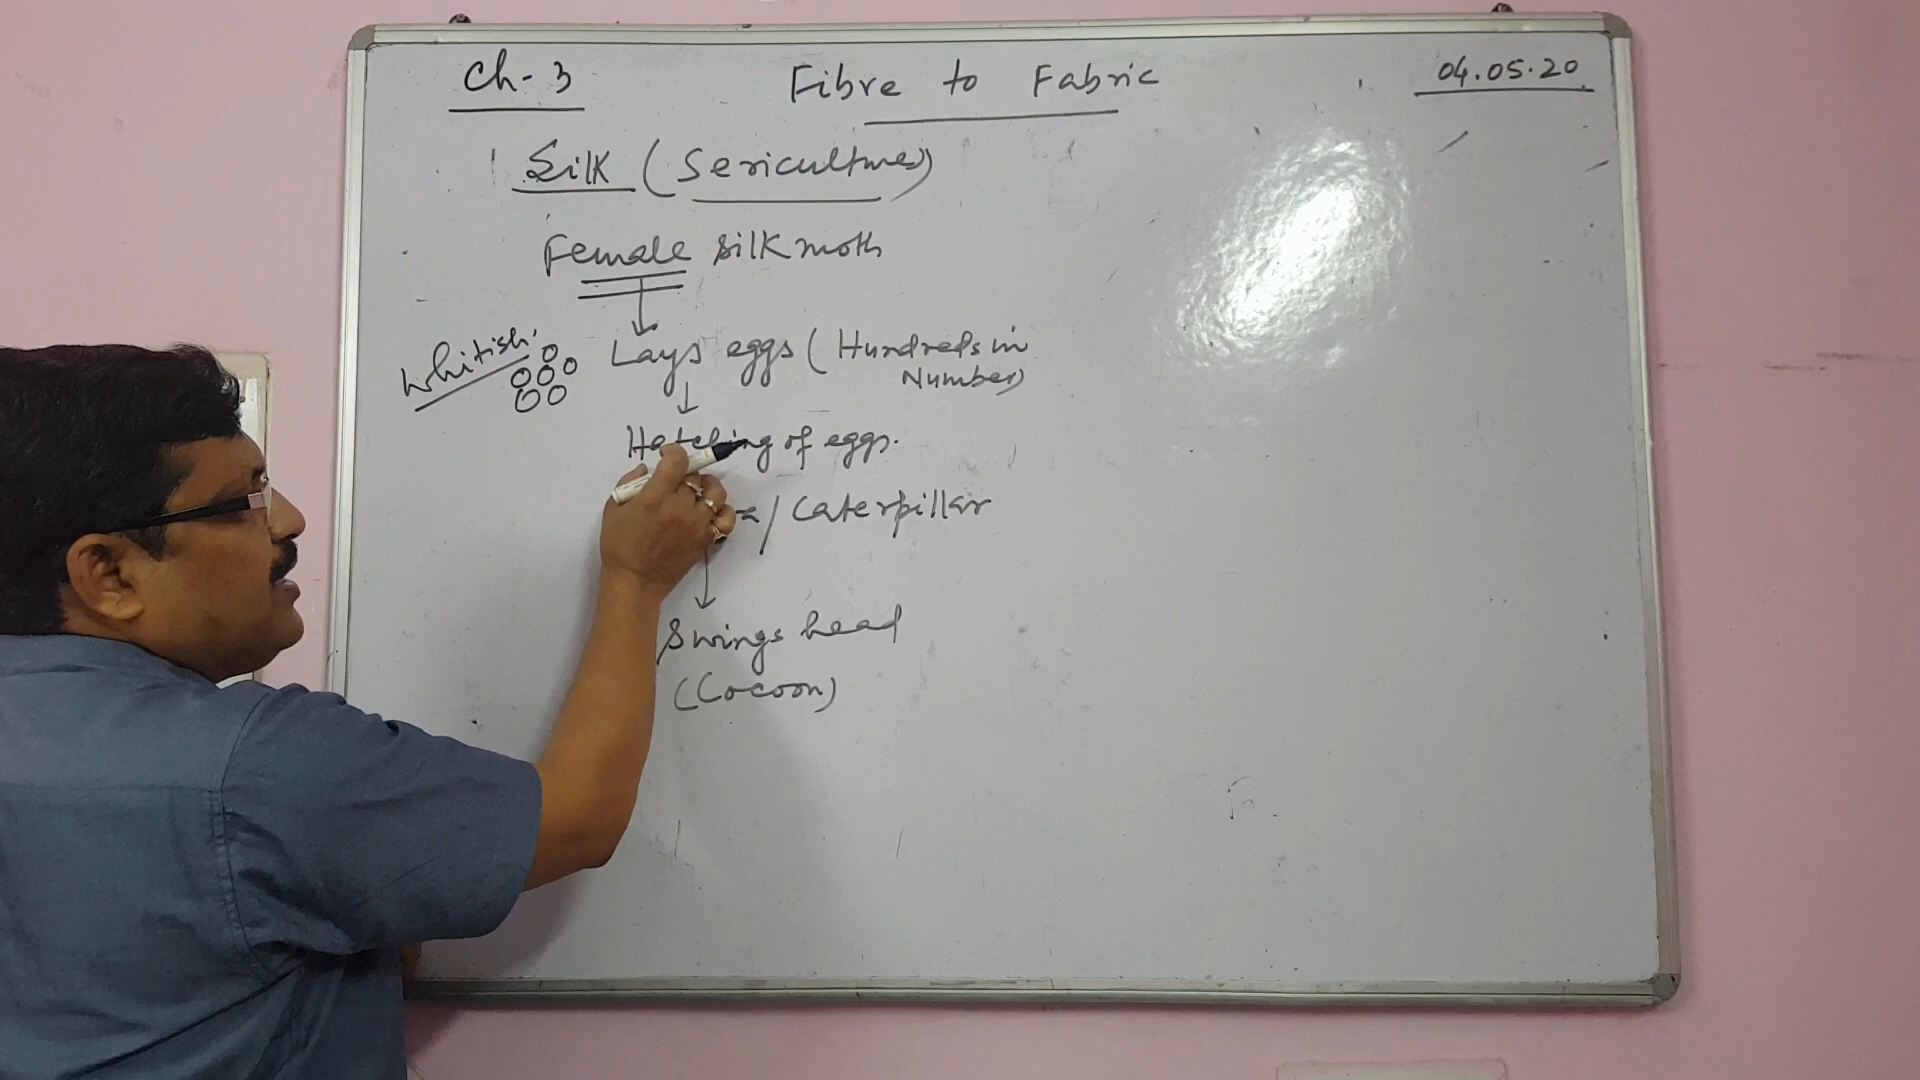 Ch-3 Fibre to Fabric 04.05.20
Silk (Sericulture)
Female silk moth
Whitish.
Lays eggs (Hundreds in
Number)
Hatching of eggs.
/ Caterpillar
Swings head
(Cocoon)